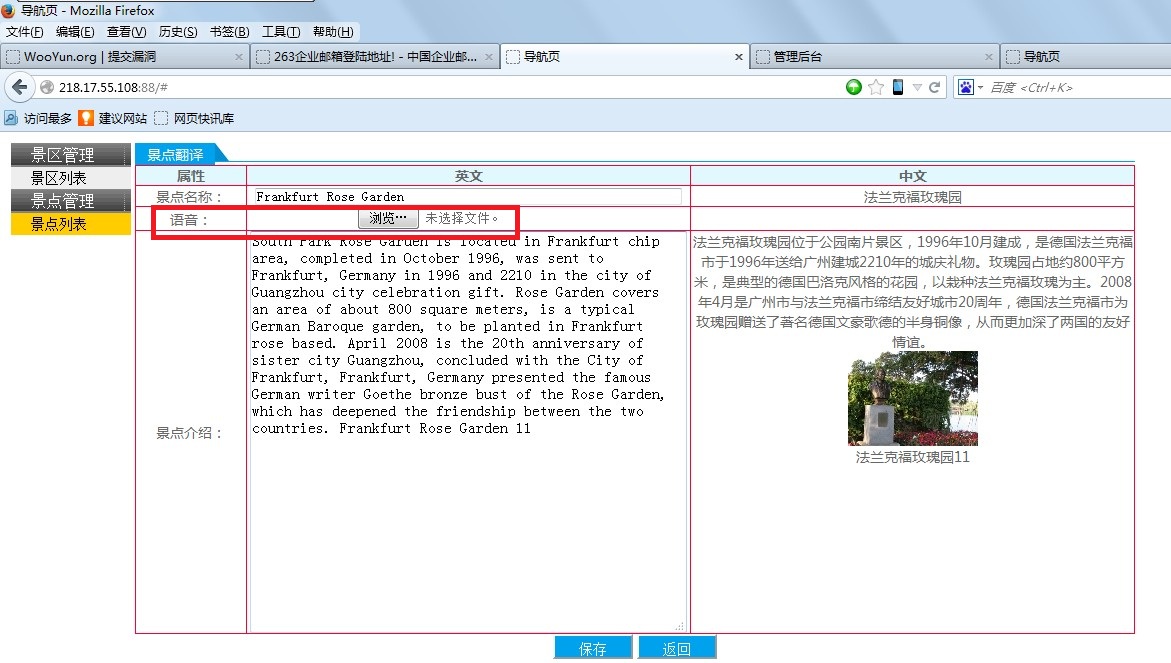 导航页 - Mozilla Firefox
文件(F) 编辑(E) 查看(V) 历史(S) 书签(B) 工具(T) 帮助(H)
WooYun.org | 提交漏洞 × 263企业邮箱登陆地址! - 中国企业邮... × 导航页 × 管理后台 × 导航页
218.17.55.108:88/# 百度 <Ctrl+K>
访问最多 建议网站 网页快讯库
景区管理
景区列表
景点管理
景点列表
景点翻译
属性 英文 中文
景点名称： Frankfurt Rose Garden 法兰克福玫瑰园
语音： 浏览… 未选择文件。
景点介绍：
South Park Rose Garden is located in Frankfurt chip
area, completed in October 1996, was sent to
Frankfurt, Germany in 1996 and 2210 in the city of
Guangzhou city celebration gift. Rose Garden covers
an area of about 800 square meters, is a typical
German Baroque garden, to be planted in Frankfurt
rose based. April 2008 is the 20th anniversary of
sister city Guangzhou, concluded with the City of
Frankfurt, Frankfurt, Germany presented the famous
German writer Goethe bronze bust of the Rose Garden,
which has deepened the friendship between the two
countries. Frankfurt Rose Garden 11
法兰克福玫瑰园位于公园南片景区，1996年10月建成，是德国法兰克福
市于1996年送给广州建城2210年的城庆礼物。玫瑰园占地约800平方
米，是典型的德国巴洛克风格的花园，以栽种法兰克福玫瑰为主。2008
年4月是广州市与法兰克福市缔结友好城市20周年，德国法兰克福市为
玫瑰园赠送了著名德国文豪歌德的半身铜像，从而更加深了两国的友好
情谊。
法兰克福玫瑰园11
保存 返回